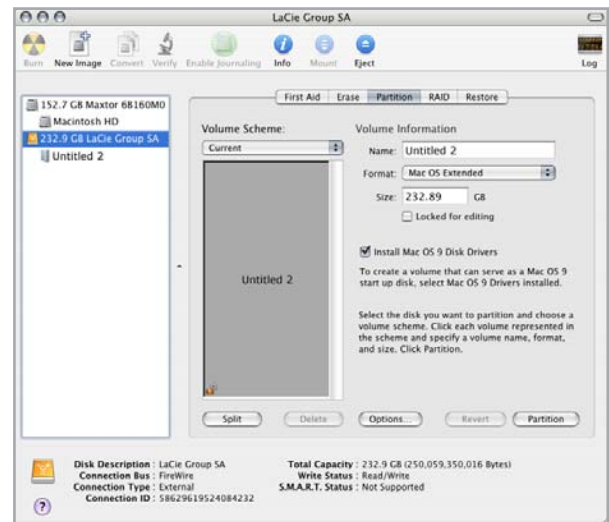 LaCie Group SA
Burn New Image Convert Verify Enable Journaling Info Mount Eject Log
152.7 GB Maxtor 6B160M0
Macintosh HD
232.9 GB LaCie Group SA
Untitled 2
First Aid Erase Partition RAID Restore
Volume Scheme:
Current
Untitled 2
Volume Information
Name: Untitled 2
Format: Mac OS Extended
Size: 232.89 GB
Locked for editing
Install Mac OS 9 Disk Drivers
To create a volume that can serve as a Mac OS 9
start up disk, select Mac OS 9 Drivers installed.
Select the disk you want to partition and choose a
volume scheme. Click each volume represented in
the scheme and specify a volume name, format,
and size. Click Partition.
Split Delete Options... Revert Partition
Disk Description : LaCie Group SA
Connection Bus : FireWire
Connection Type : External
Connection ID : 58629619524084232
Total Capacity : 232.9 GB (250,059,350,016 Bytes)
Write Status : Read/Write
S.M.A.R.T. Status : Not Supported
?